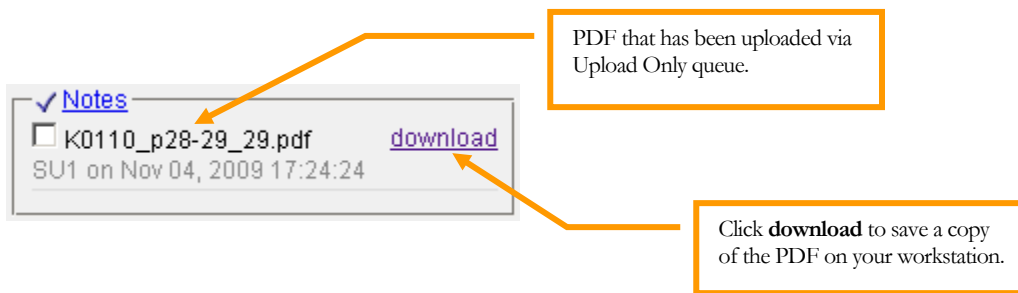 PDF that has been uploaded via
Upload Only queue.
Notes
K0110_p28-29_29.pdf download
SU1 on Nov 04, 2009 17:24:24
Click download to save a copy
of the PDF on your workstation.